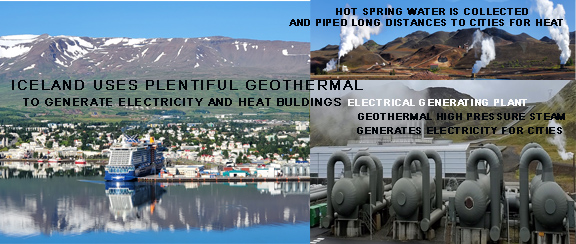 HOT SPRING WATER IS COLLECTED
AND PIPED LONG DISTANCES TO CITIES FOR HEAT
ICELAND USES PLENTIFUL GEOTHERMAL
TO GENERATE ELECTRICITY AND HEAT BUILDINGS
ELECTRICAL GENERATING PLANT
GEOTHERMAL HIGH PRESSURE STEAM
GENERATES ELECTRICITY FOR CITIES